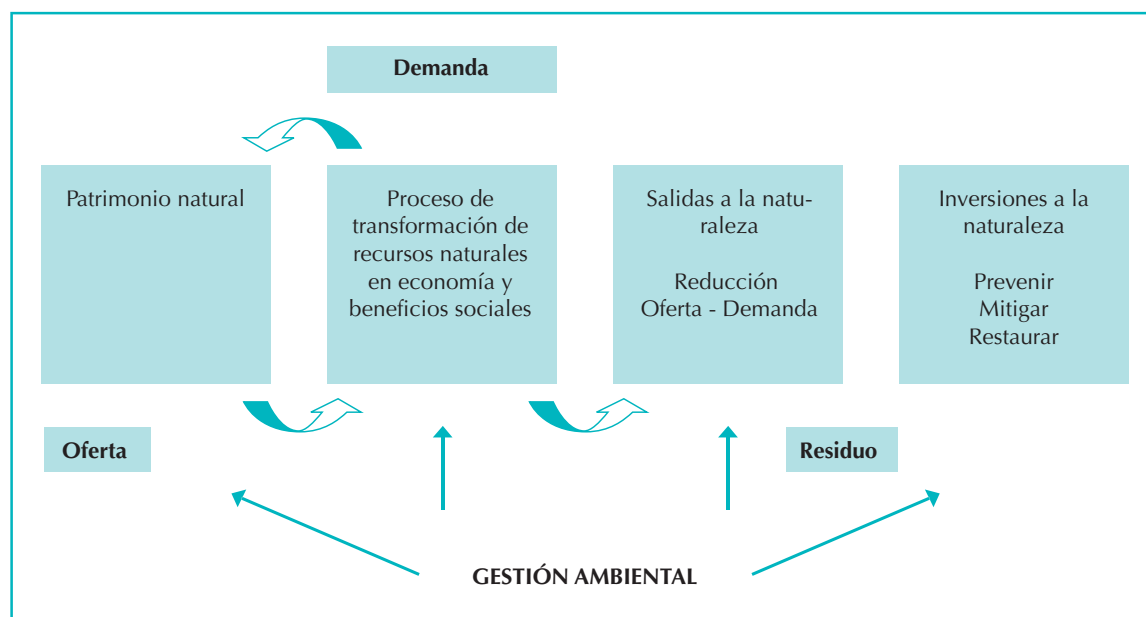 Demanda
Patrimonio natural
Proceso de
transformación de
recursos naturales
en economía y
beneficios sociales
Salidas a la natu-
raleza
Reducción
Oferta - Demanda
Inversiones a la
naturaleza
Prevenir
Mitigar
Restaurar
Oferta
Residuo
GESTIÓN AMBIENTAL